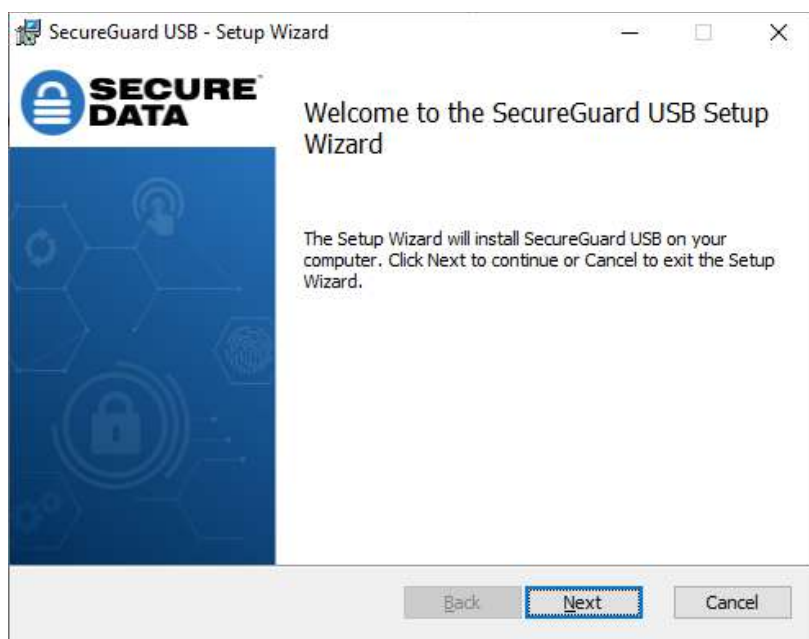 SecureGuard USB - Setup Wizard
SECURE
DATA
Welcome to the SecureGuard USB Setup
Wizard
The Setup Wizard will install SecureGuard USB on your
computer. Click Next to continue or Cancel to exit the Setup
Wizard.
Back
Next
Cancel